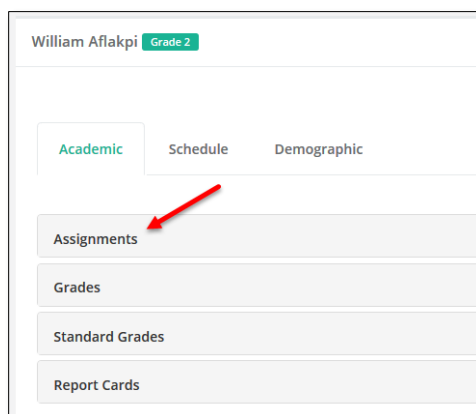 William Aflakpi Grade 2
Academic Schedule Demographic
Assignments
Grades
Standard Grades
Report Cards